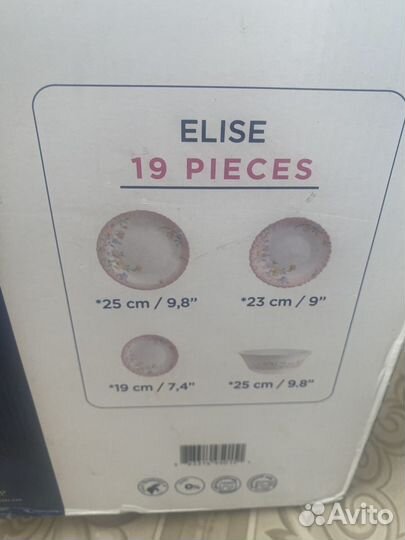 ELISE
19 PIECES
*25 cm / 9,8”
*23 cm / 9”
*19 cm / 7,4”
*25 cm / 9.8”
0%
Avito